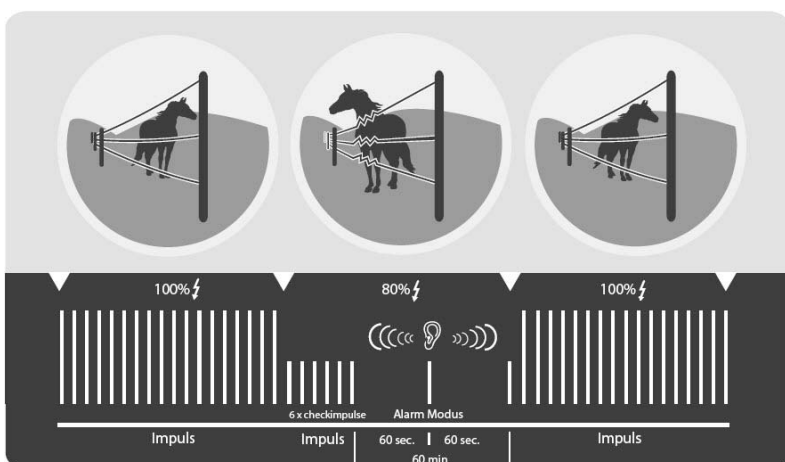 100%
80%
100%
6 x checkimpulse
Alarm Modus
Impuls
Impuls
60 sec.
60 sec.
Impuls
60 min